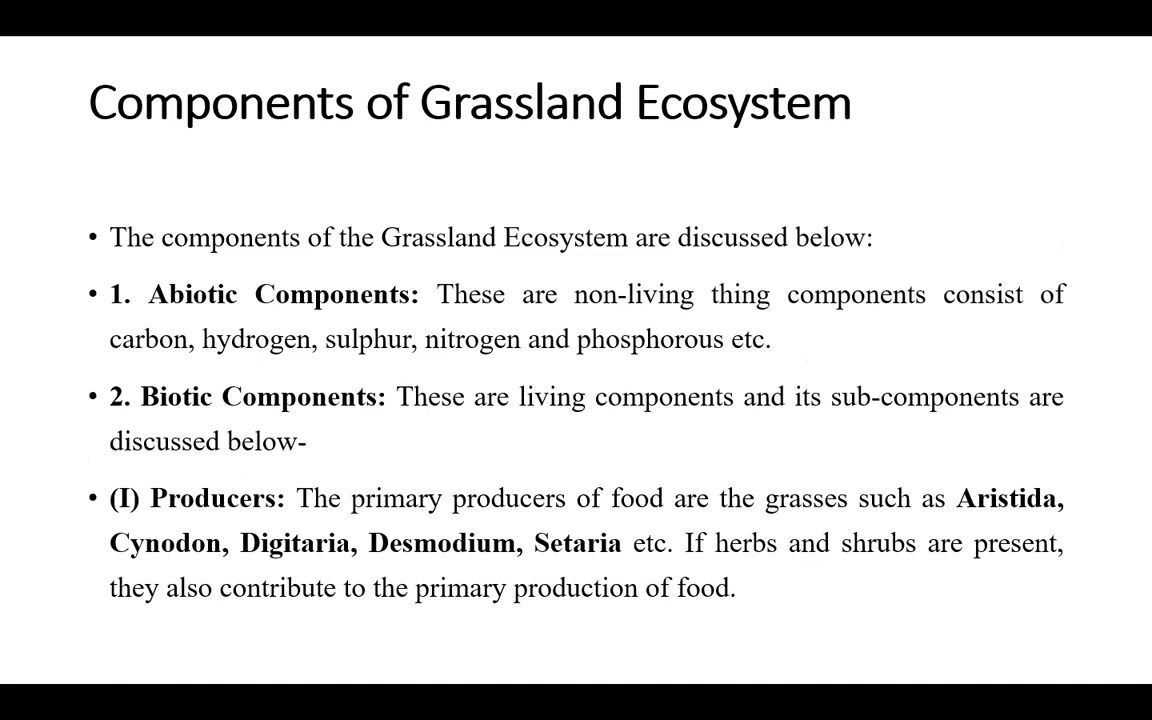 Components of Grassland Ecosystem
• The components of the Grassland Ecosystem are discussed below:
• 1. Abiotic Components: These are non-living thing components consist of
carbon, hydrogen, sulphur, nitrogen and phosphorous etc.
• 2. Biotic Components: These are living components and its sub-components are
discussed below-
• (I) Producers: The primary producers of food are the grasses such as Aristida,
Cynodon, Digitaria, Desmodium, Setaria etc. If herbs and shrubs are present,
they also contribute to the primary production of food.